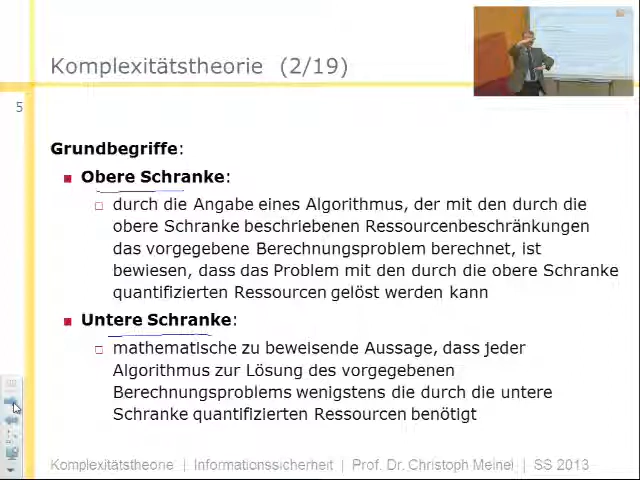 Komplexitätstheorie (2/19)
5
Grundbegriffe:
Obere Schranke:
durch die Angabe eines Algorithmus, der mit den durch die
obere Schranke beschriebenen Ressourcenbeschränkungen
das vorgegebene Berechnungsproblem berechnet, ist
bewiesen, dass das Problem mit den durch die obere Schranke
quantifizierten Ressourcen gelöst werden kann
Untere Schranke:
mathematische zu beweisende Aussage, dass jeder
Algorithmus zur Lösung des vorgegebenen
Berechnungsproblems wenigstens die durch die untere
Schranke quantifizierten Ressourcen benötigt
Komplexitätstheorie | Informationssicherheit | Prof. Dr. Christoph Meinel | SS 2013